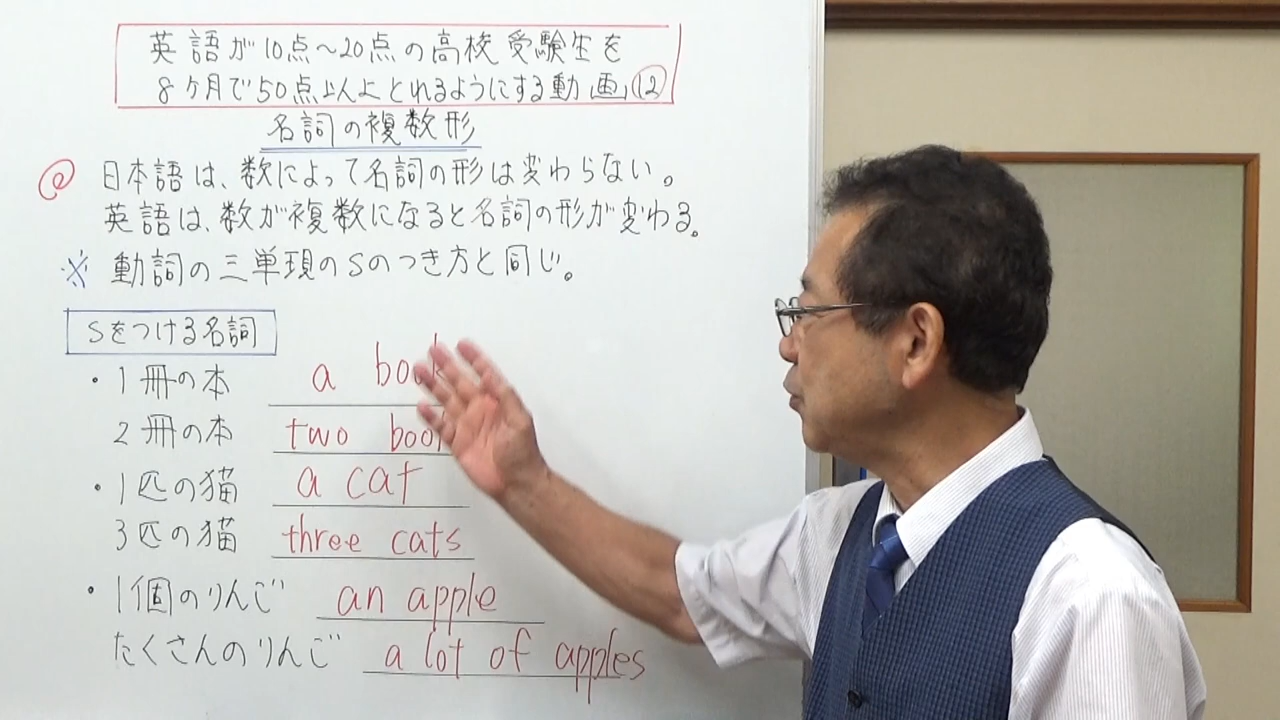 英語が10点～20点の高校受験生を
8ヶ月で50点以上とれるようにする動画⑫
名詞の複数形
@ 日本語は、数によって名詞の形は変わらない。
英語は、数が複数になると名詞の形が変わる。
※ 動詞の三単現のSのつき方と同じ。
Sをつける名詞
・1冊の本 a
2冊の本 two
・1匹の猫 a cat
3匹の猫 three cats
・1個のりんご an apple
たくさんのりんご a lot of apples